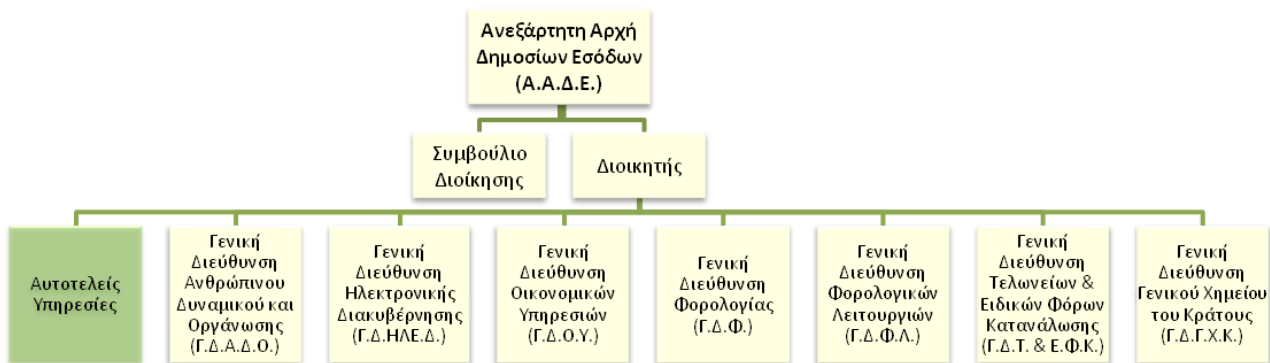 Ανεξάρτητη Αρχή
Δημοσίων Εσόδων
(Α.Α.Δ.Ε.)
Συμβούλιο
Διοίκησης
Διοικητής
Αυτοτελείς
Υπηρεσίες
Γενική
Διεύθυνση
Ανθρώπινου
Δυναμικού και
Οργάνωσης
(Γ.Δ.Α.Δ.Ο.)
Γενική
Διεύθυνση
Ηλεκτρονικής
Διακυβέρνησης
(Γ.Δ.ΗΛΕ.Δ.)
Γενική
Διεύθυνση
Οικονομικών
Υπηρεσιών
(Γ.Δ.Ο.Υ.)
Γενική
Διεύθυνση
Φορολογίας
(Γ.Δ.Φ.)
Γενική
Διεύθυνση
Φορολογικών
Λειτουργιών
(Γ.Δ.Φ.Λ.)
Γενική
Διεύθυνση
Τελωνείων &
Ειδικών Φόρων
Κατανάλωσης
(Γ.Δ.Τ. & Ε.Φ.Κ.)
Γενική
Διεύθυνση
Γενικού Χημείου
του Κράτους
(Γ.Δ.Γ.Χ.Κ.)